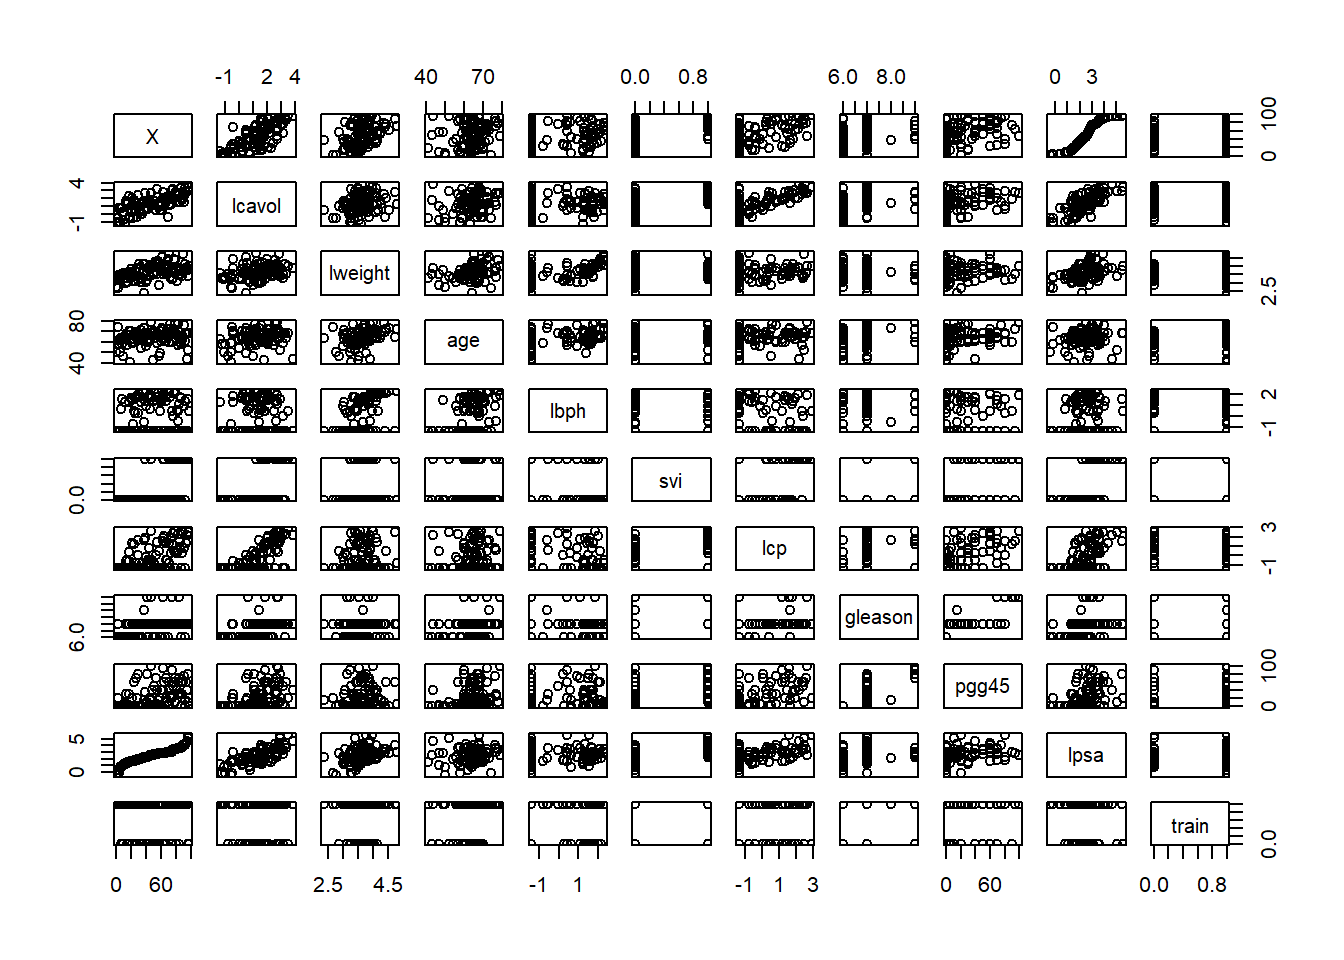 -1 2 4 40 70 0.0 0.8 6.0 8.0 0 3
X 0 100
-1 4 lcavol
lweight 2.5
40 80 age
lbph -1 2
0.0 svi
lcp -1 3
6.0 gleason
pgg45 0 100
0 5 lpsa
train 0.0
0 60 2.5 4.5 -1 1 -1 1 3 0 60 0.0 0.8